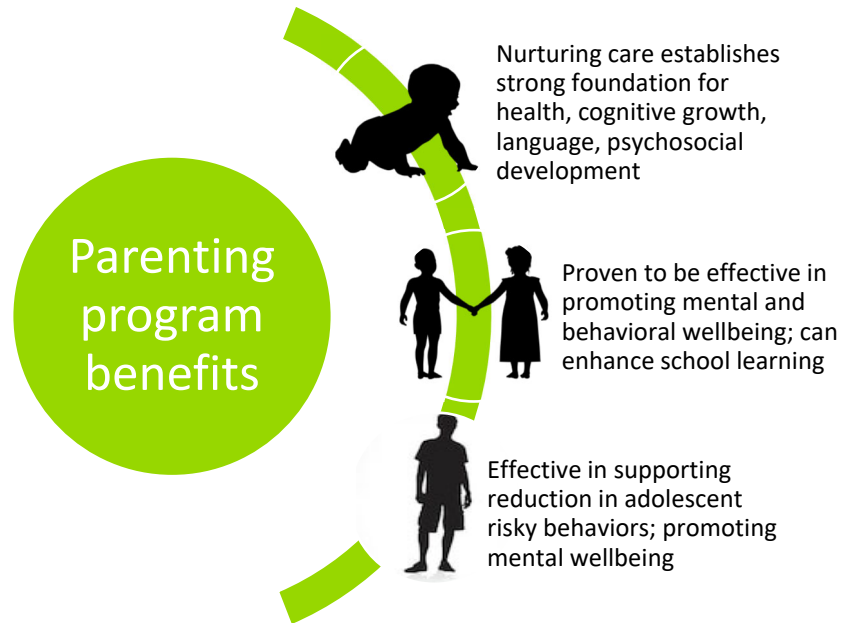 Parenting
program
benefits
Nurturing care establishes
strong foundation for
health, cognitive growth,
language, psychosocial
development
Proven to be effective in
promoting mental and
behavioral wellbeing; can
enhance school learning
Effective in supporting
reduction in adolescent
risky behaviors; promoting
mental wellbeing